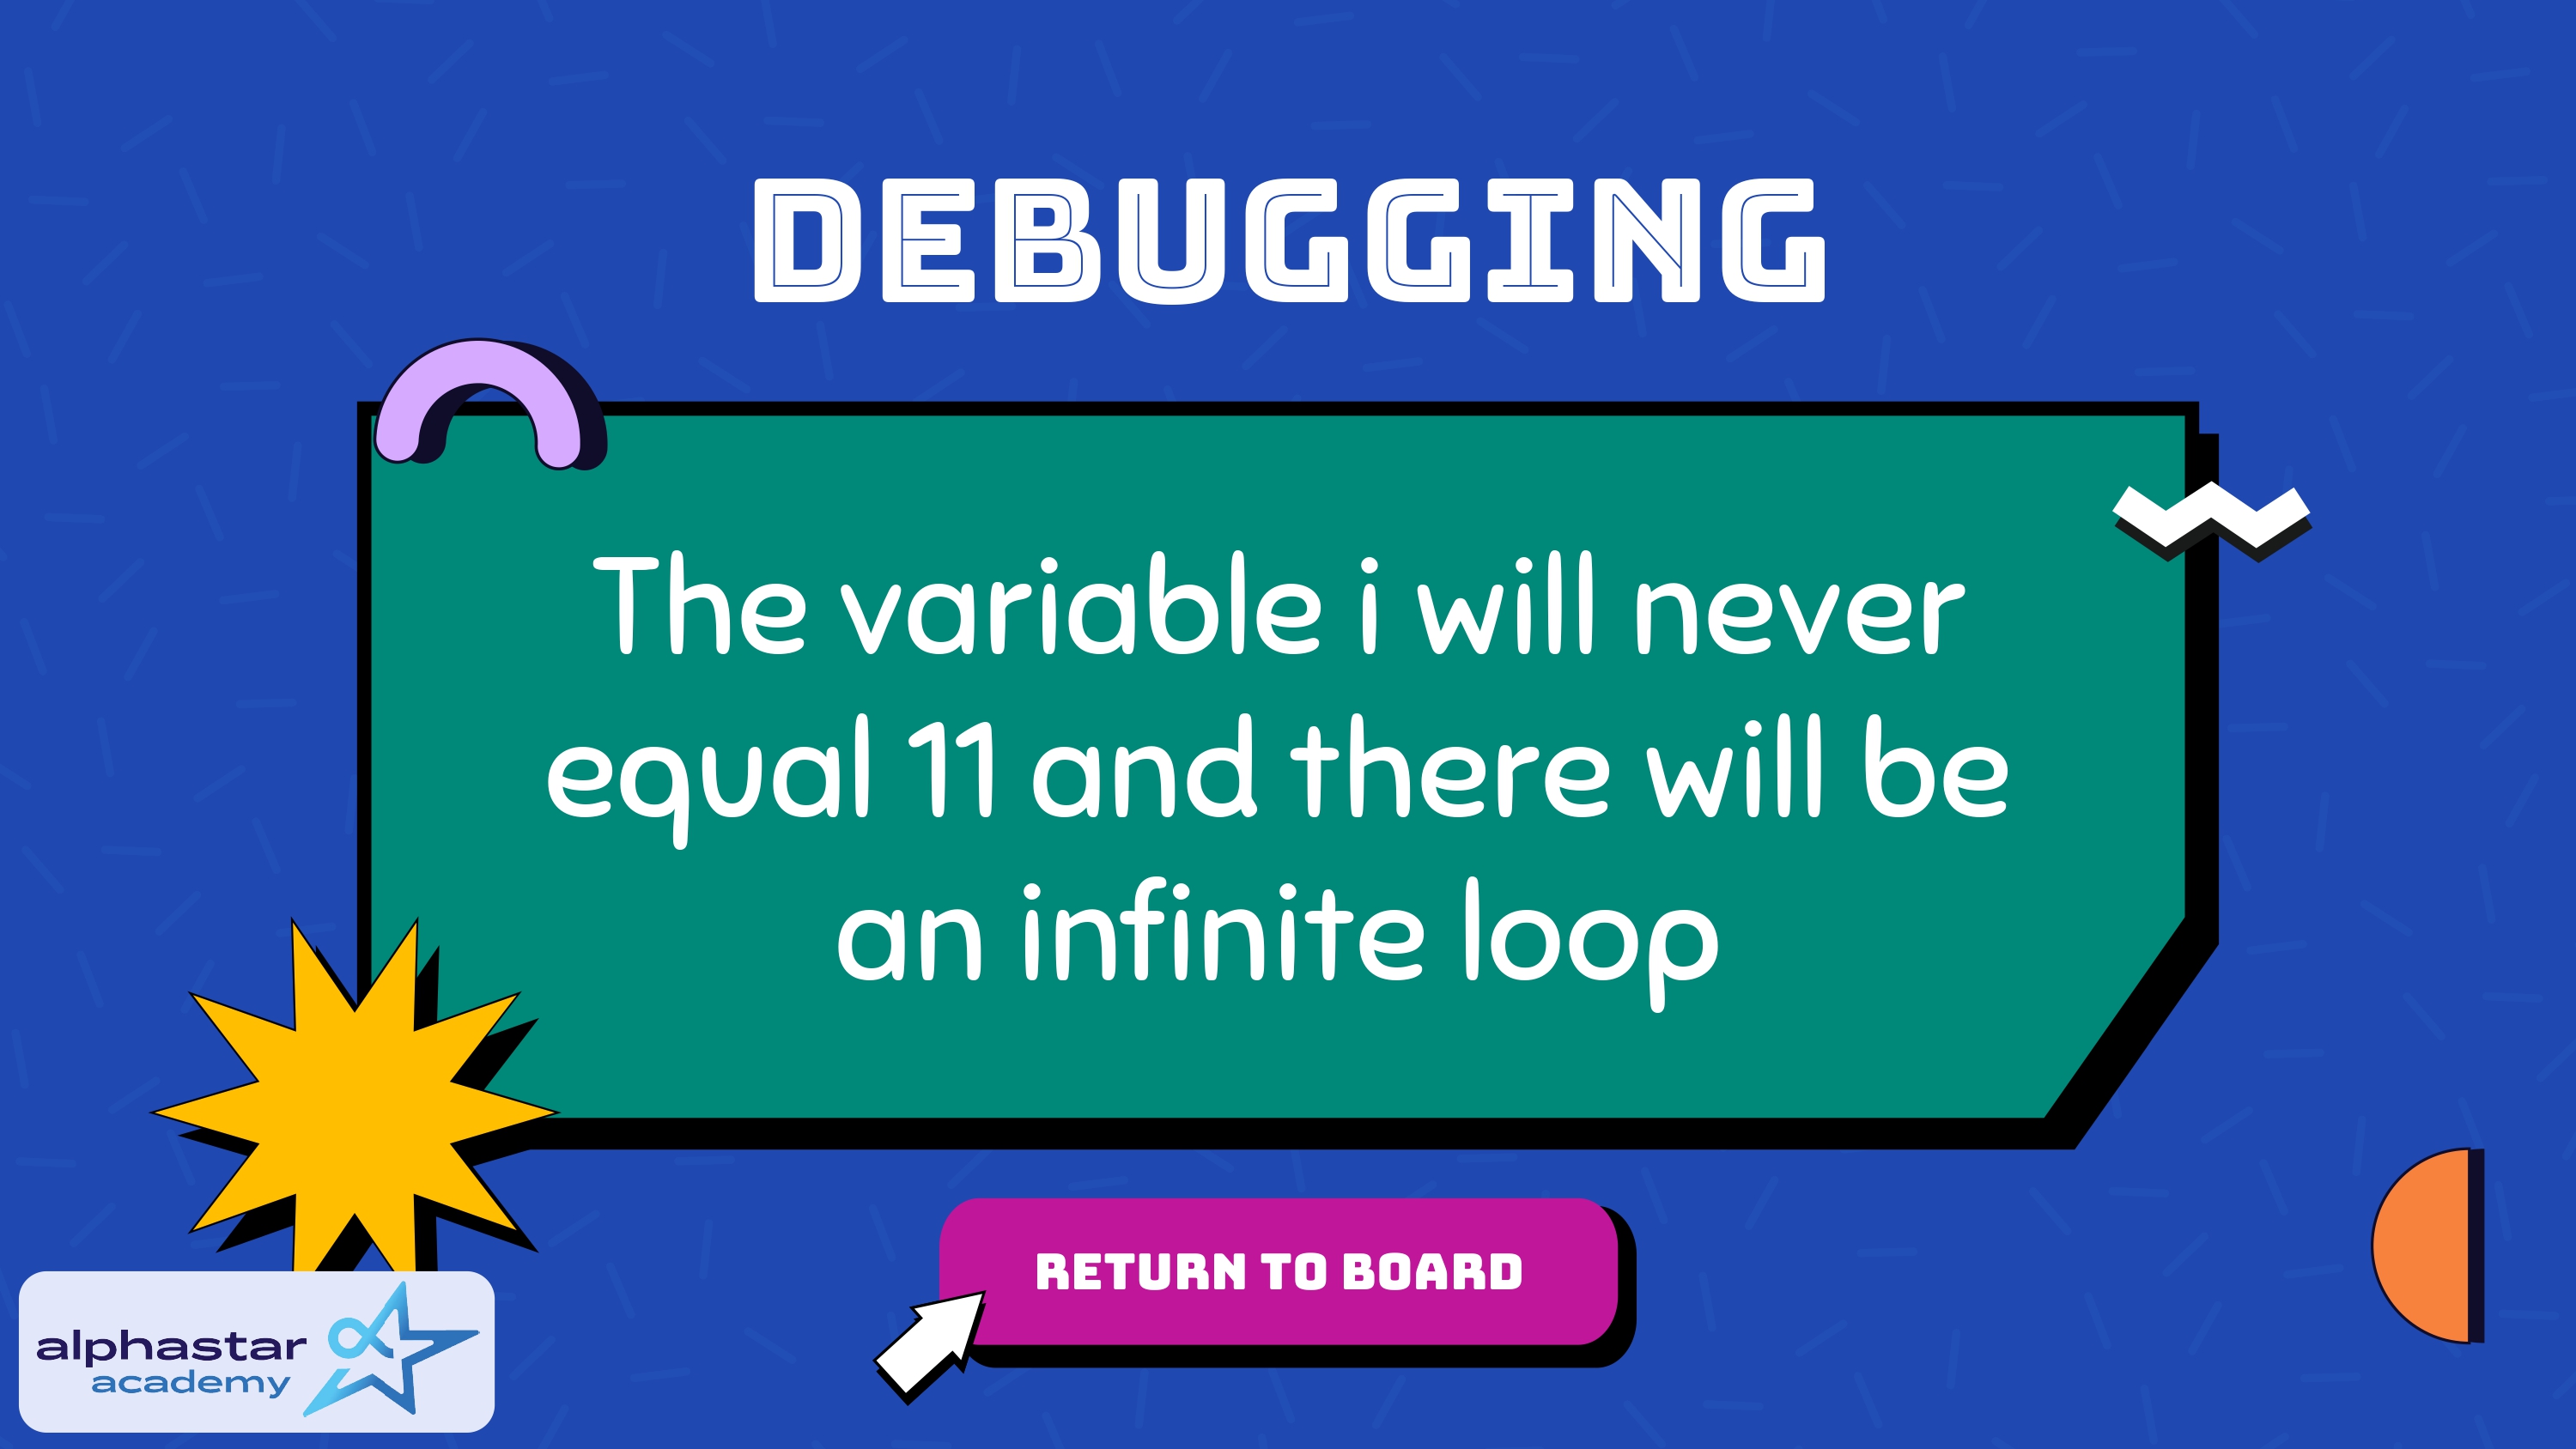 DEBUGGING
The variable i will never
equal 11 and there will be
an infinite loop
RETURN TO BOARD
alphastar
academy